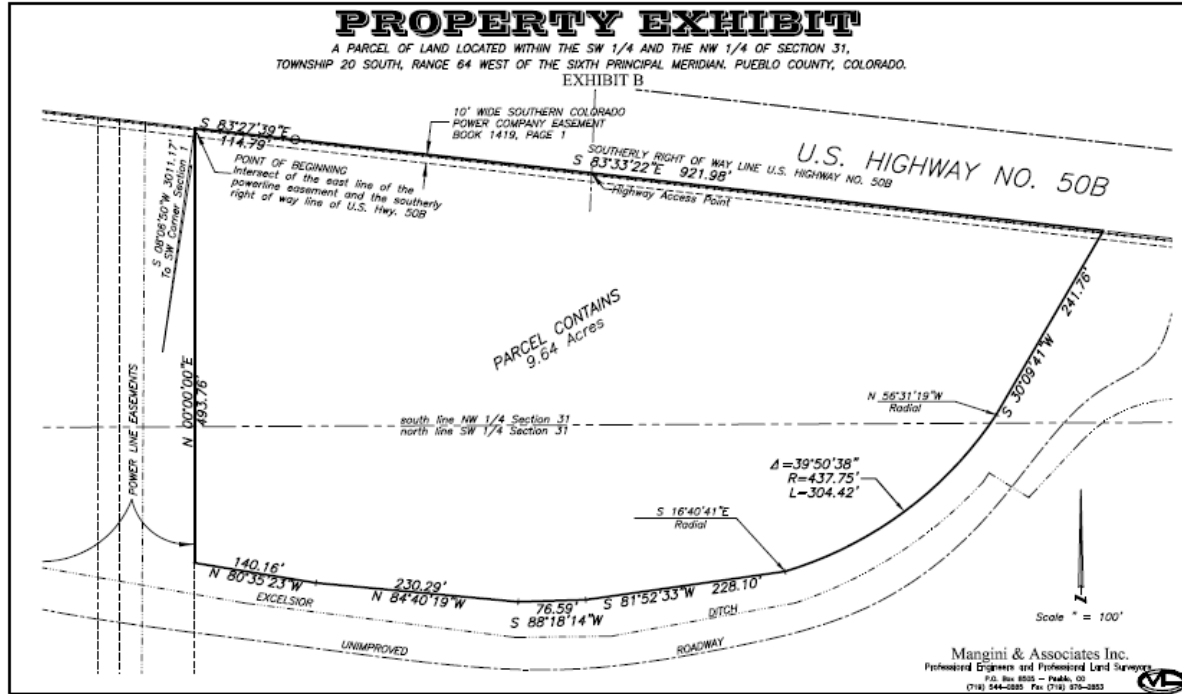 PROPERTY EXHIBIT
A PARCEL OF LAND LOCATED WITHIN THE SW 1/4 AND THE NW 1/4 OF SECTION 31,
TOWNSHIP 20 SOUTH, RANGE 64 WEST OF THE SIXTH PRINCIPAL MERIDIAN. PUEBLO COUNTY, COLORADO.
EXHIBIT B
10' WIDE SOUTHERN COLORADO
POWER COMPANY EASEMENT
BOOK 1419, PAGE 1
S 83°27'39"E
114.79'
SOUTHERLY RIGHT OF WAY LINE U.S. HIGHWAY NO. 50B
S 83°33'22"E 921.98'
U.S. HIGHWAY NO. 50B
POINT OF BEGINNING
Intersect of the east line of the
powerline easement and the southerly
right of way line of U.S. Hwy. 50B
Highway Access Point
S 08°06'50"W 3011.17'
To SW Corner Section
PARCEL CONTAINS
9.64 Acres
241.76'
S 30°09'41"W
N 00°00'00"E
493.76'
POWER LINE EASEMENTS
N 56°31'19"W
Radial
south line NW 1/4 Section 31
north line SW 1/4 Section 31
Δ=39°50'38"
R=437.75'
L=304.42'
S 16°40'41"E
Radial
140.16'
N 80°35'23"W
230.29'
N 84°40'19"W
76.59'
S 88°18'14"W
S 81°52'33"W
228.10'
EXCELSIOR
DITCH
UNIMPROVED
ROADWAY
Scale " = 100'
Mangini & Associates Inc.
Professional Engineers and Professional Land Surveyors
P.O. Box 8505 - Pueblo, CO